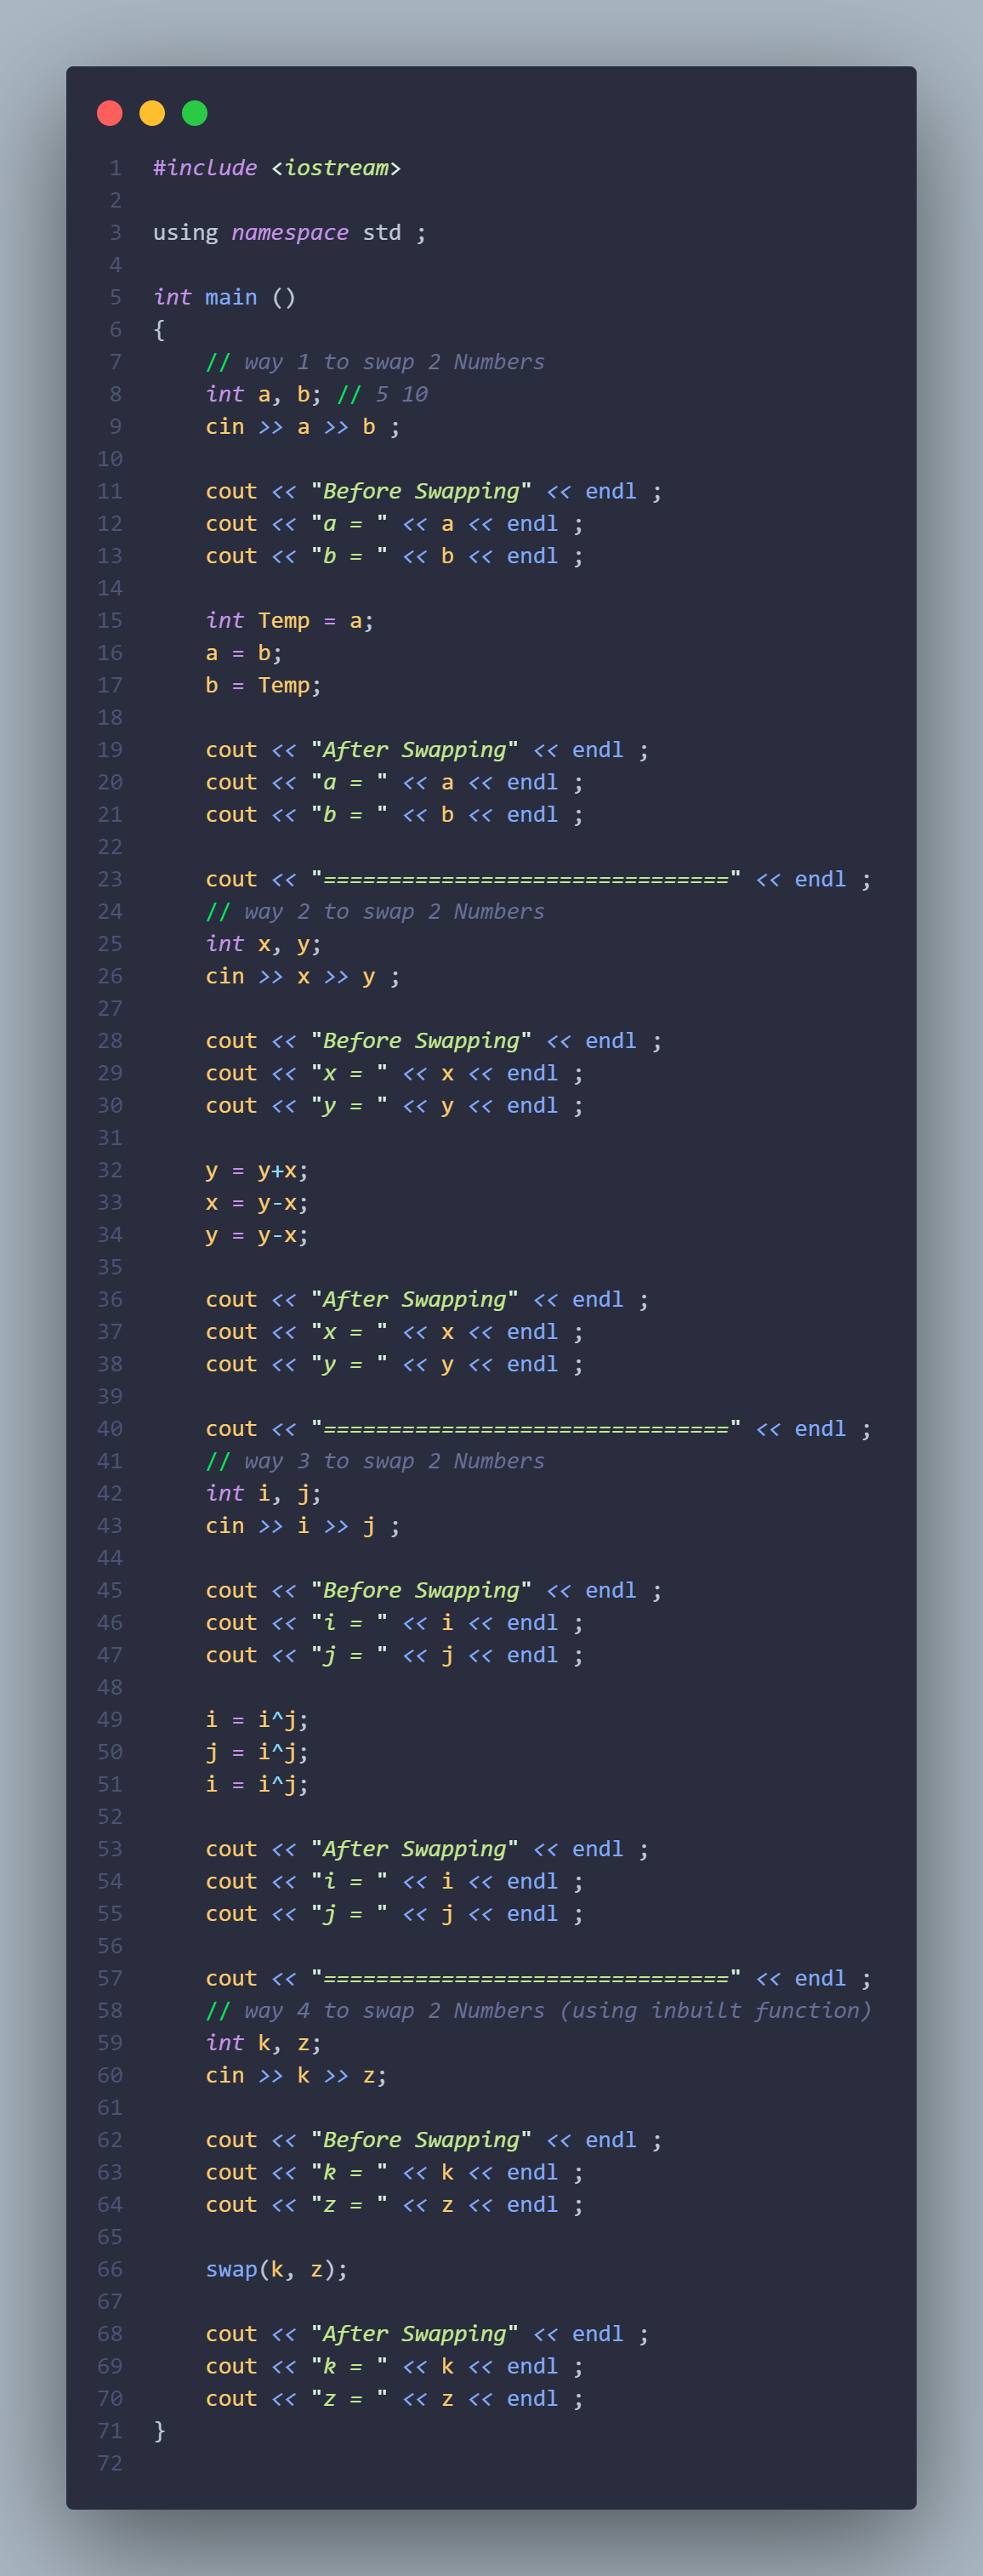 1 #include <iostream>
2
3 using namespace std ;
4
5 int main ()
6 {
7     // way 1 to swap 2 Numbers
8     int a, b; // 5 10
9     cin >> a >> b ;
10
11     cout << "Before Swapping" << endl ;
12     cout << "a = " << a << endl ;
13     cout << "b = " << b << endl ;
14
15     int Temp = a;
16     a = b;
17     b = Temp;
18
19     cout << "After Swapping" << endl ;
20     cout << "a = " << a << endl ;
21     cout << "b = " << b << endl ;
22
23     cout << "===============================" << endl ;
24     // way 2 to swap 2 Numbers
25     int x, y;
26     cin >> x >> y ;
27
28     cout << "Before Swapping" << endl ;
29     cout << "x = " << x << endl ;
30     cout << "y = " << y << endl ;
31
32     y = y+x;
33     x = y-x;
34     y = y-x;
35
36     cout << "After Swapping" << endl ;
37     cout << "x = " << x << endl ;
38     cout << "y = " << y << endl ;
39
40     cout << "===============================" << endl ;
41     // way 3 to swap 2 Numbers
42     int i, j;
43     cin >> i >> j ;
44
45     cout << "Before Swapping" << endl ;
46     cout << "i = " << i << endl ;
47     cout << "j = " << j << endl ;
48
49     i = i^j;
50     j = i^j;
51     i = i^j;
52
53     cout << "After Swapping" << endl ;
54     cout << "i = " << i << endl ;
55     cout << "j = " << j << endl ;
56
57     cout << "===============================" << endl ;
58     // way 4 to swap 2 Numbers (using inbuilt function)
59     int k, z;
60     cin >> k >> z;
61
62     cout << "Before Swapping" << endl ;
63     cout << "k = " << k << endl ;
64     cout << "z = " << z << endl ;
65
66     swap(k, z);
67
68     cout << "After Swapping" << endl ;
69     cout << "k = " << k << endl ;
70     cout << "z = " << z << endl ;
71 }
72